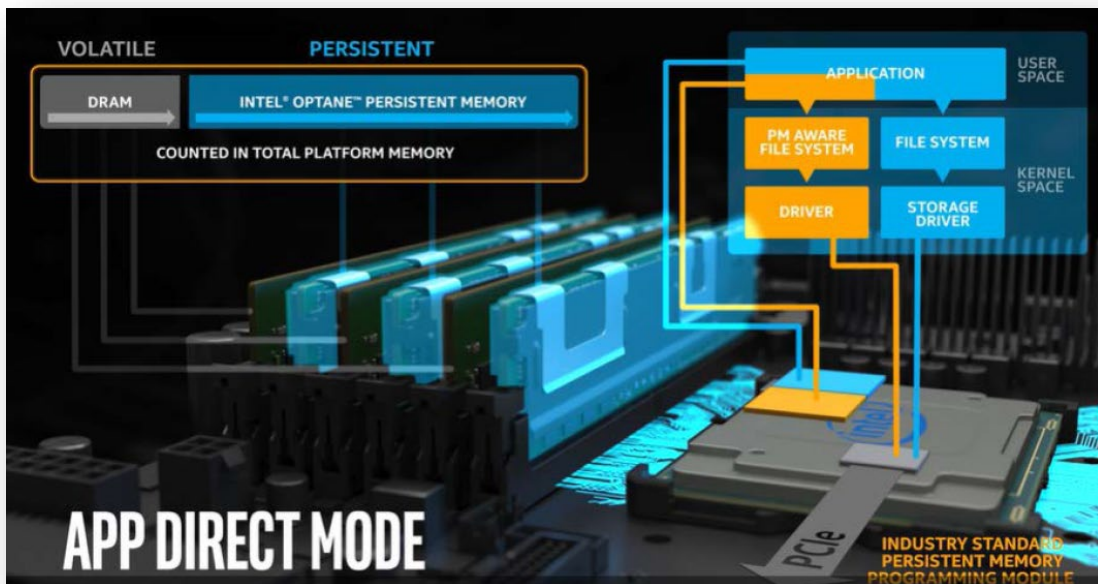 VOLATILE
PERSISTENT
DRAM
INTEL® OPTANE™ PERSISTENT MEMORY
COUNTED IN TOTAL PLATFORM MEMORY
APPLICATION
USER
SPACE
PM AWARE
FILE SYSTEM
FILE SYSTEM
KERNEL
SPACE
DRIVER
STORAGE
DRIVER
intel
PCIe
APP DIRECT MODE
INDUSTRY STANDARD
PERSISTENT MEMORY
PROGRAMMING MODULE